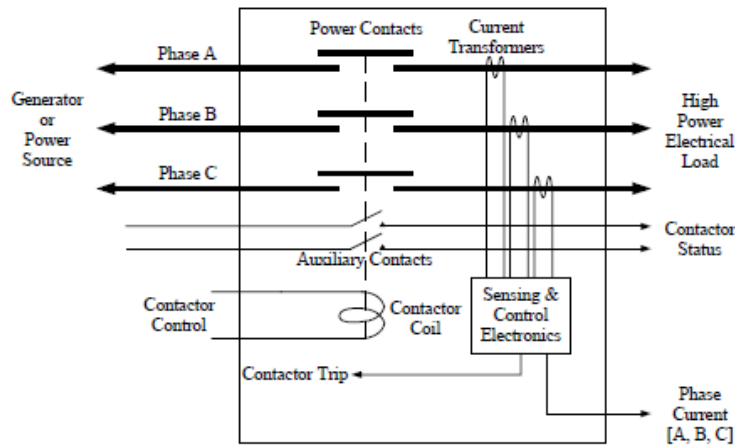 Power Contacts
Current
Transformers
Phase A
Generator
or
Power
Source
Phase B
High
Power
Electrical
Load
Phase C
Contactor
Status
Auxiliary Contacts
Contactor
Control
Contactor
Coil
Sensing &
Control
Electronics
Contactor Trip
Phase
Current
[A, B, C]